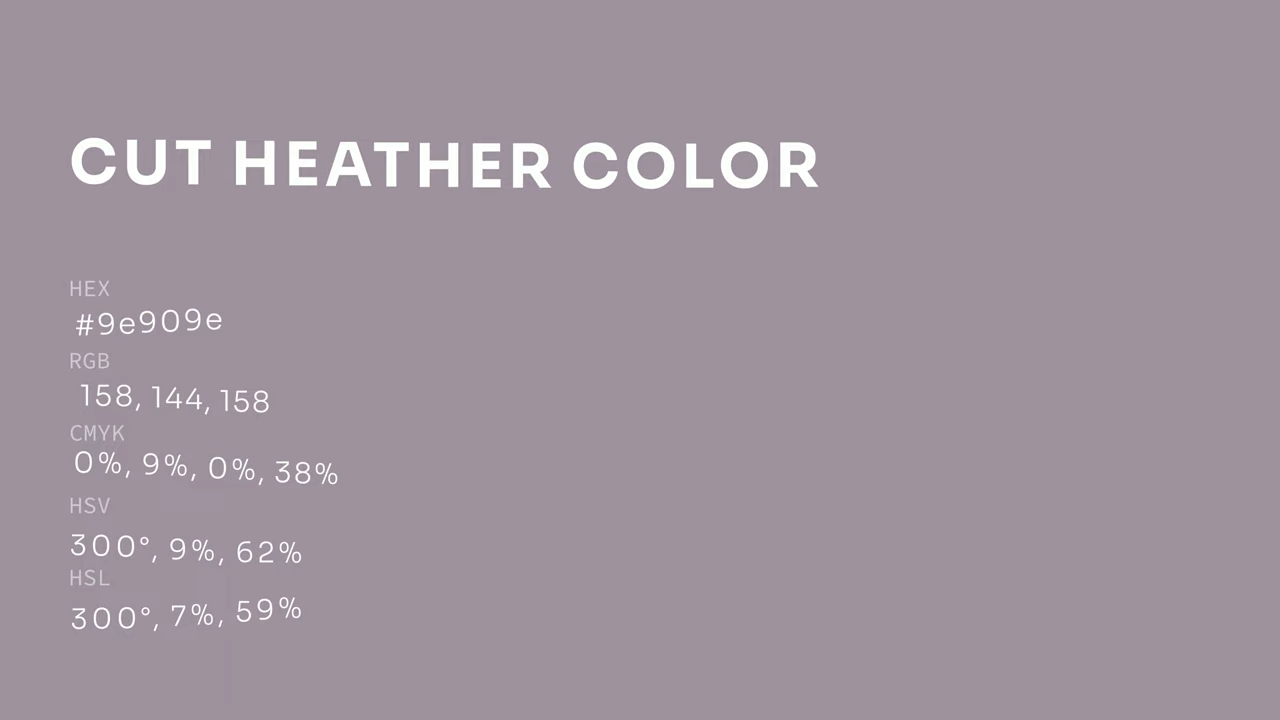 CUT HEATHER COLOR
HEX
#9e909e
RGB
158, 144, 158
CMYK
0%, 9%, 0%, 38%
HSV
300°, 9%, 62%
HSL
300°, 7%, 59%